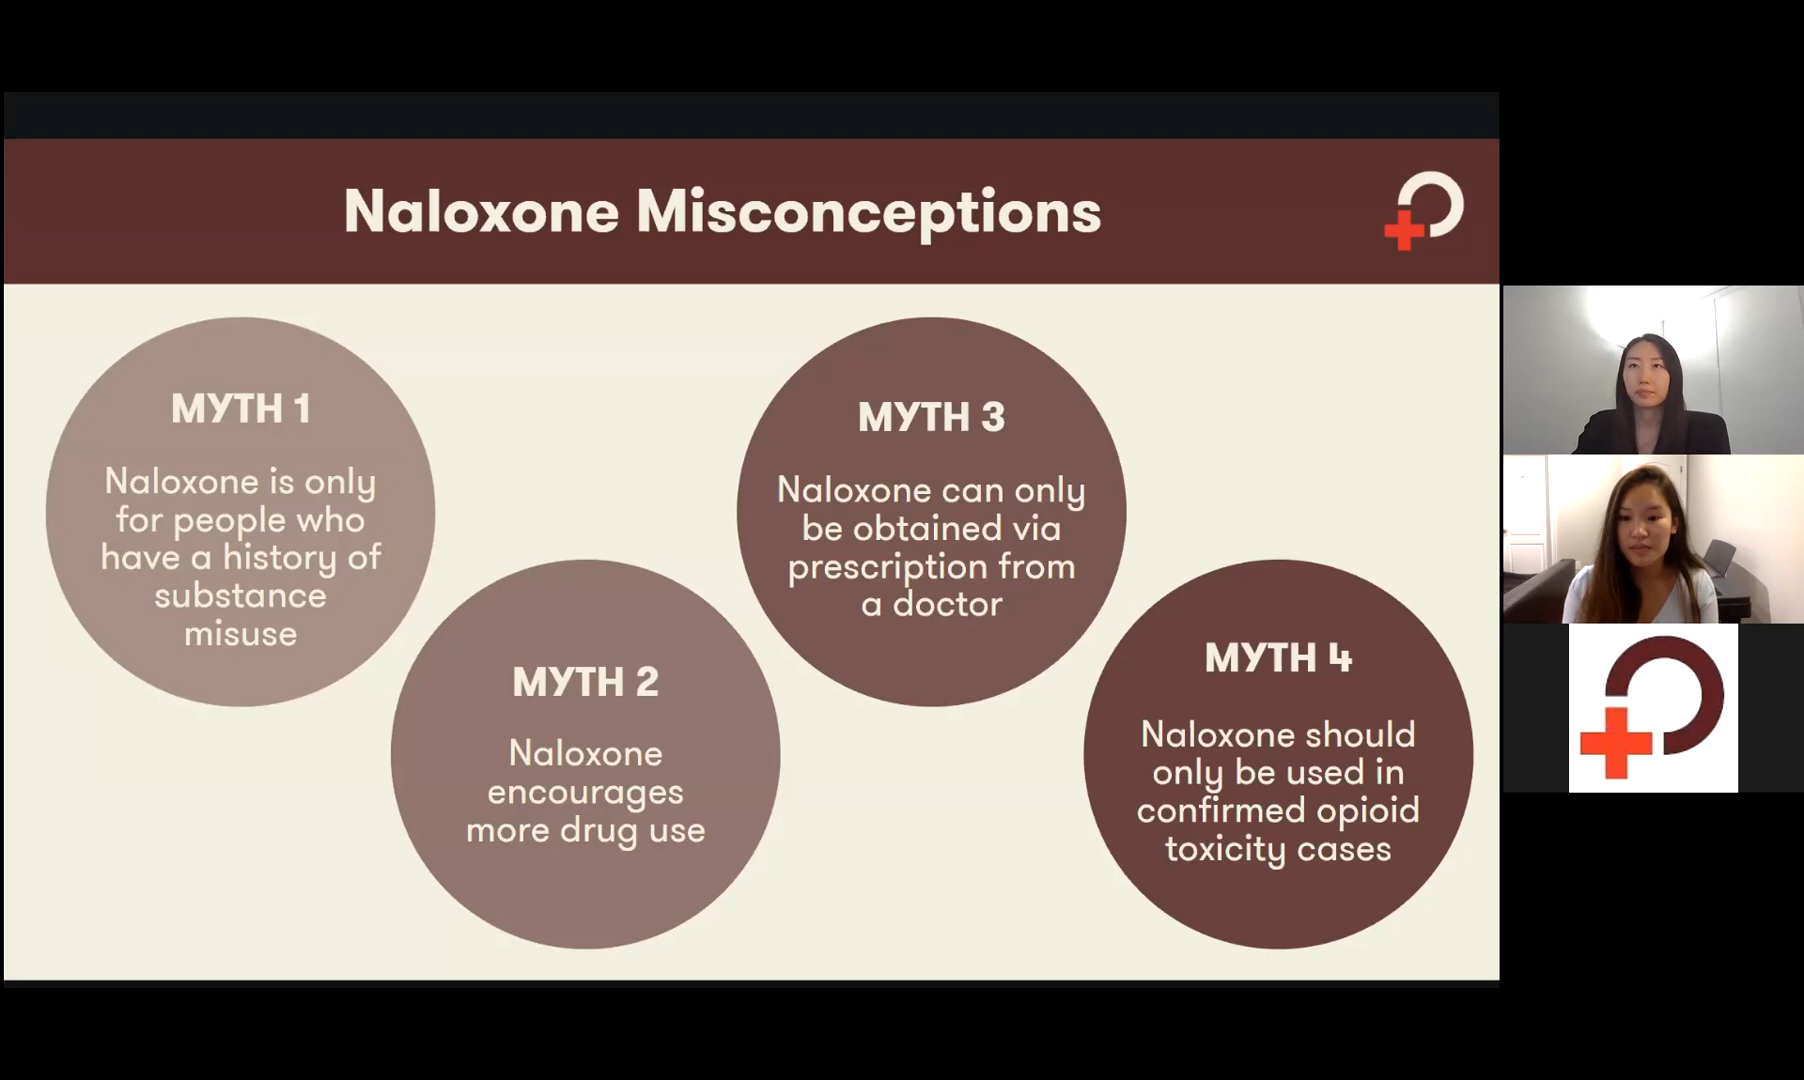 Naloxone Misconceptions
MYTH 1
Naloxone is only
for people who
have a history of
substance
misuse
MYTH 2
Naloxone
encourages
more drug use
MYTH 3
Naloxone can only
be obtained via
prescription from
a doctor
MYTH 4
Naloxone should
only be used in
confirmed opioid
toxicity cases